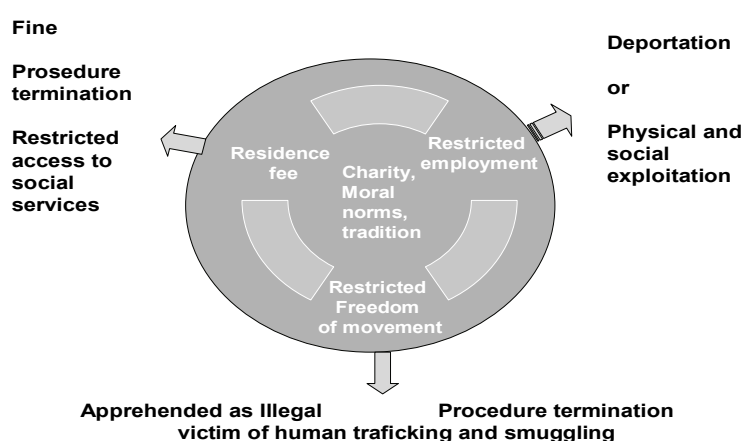 Fine
Prosedure
termination
Restricted
access to
social
services
Deportation
or
Physical and
social
exploitation
Residence
fee
Restricted
employment
Charity,
Moral
norms,
tradition
Restricted
Freedom
of movement
Apprehended as Illegal
Procedure termination
victim of human traficking and smuggling